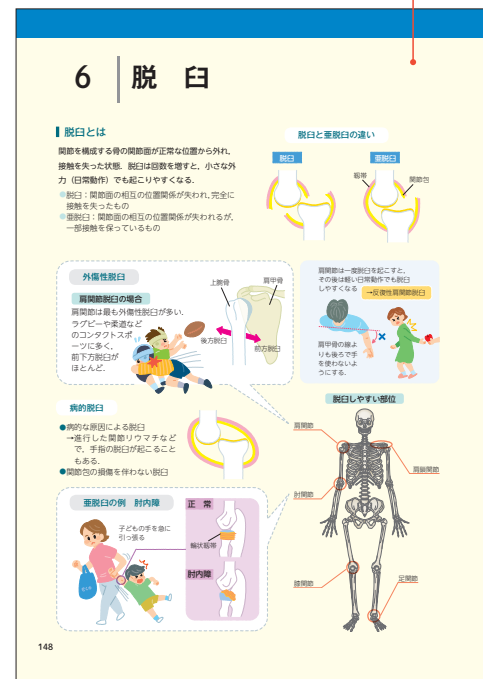 6 脱 臼
脱臼とは
関節を構成する骨の関節面が正常な位置から外れ，
接触を失った状態．脱臼は回数を増すと，小さな外
力（日常動作）でも起こりやすくなる．
●脱臼：関節面の相互の位置関係が失われ，完全に
接触を失ったもの
●亜脱臼：関節面の相互の位置関係が失われるが，
一部接触を保っているもの
脱臼と亜脱臼の違い
脱臼
亜脱臼
靱帯
関節包
外傷性脱臼
肩関節脱臼の場合
肩関節は最も外傷性脱臼が多い．
ラグビーや柔道など
のコンタクトスポ
ーツに多く，
前下方脱臼が
ほとんど．
上腕骨
肩甲骨
後方脱臼
前方脱臼
肩関節は一度脱臼を起こすと，
その後は軽い日常動作でも脱臼
しやすくなる
→反復性肩関節脱臼
肩甲骨の線よ
りも後ろで手
を使わないよ
うにする．
病的脱臼
●病的な原因による脱臼
→進行した関節リウマチなど
で，手指の脱臼が起こること
もある．
●関節包の損傷を伴わない脱臼
脱臼しやすい部位
肩関節
肩鎖関節
肘関節
膝関節
足関節
亜脱臼の例 肘内障
子どもの手を急に
引っ張る
正 常
輪状靱帯
肘内障
148